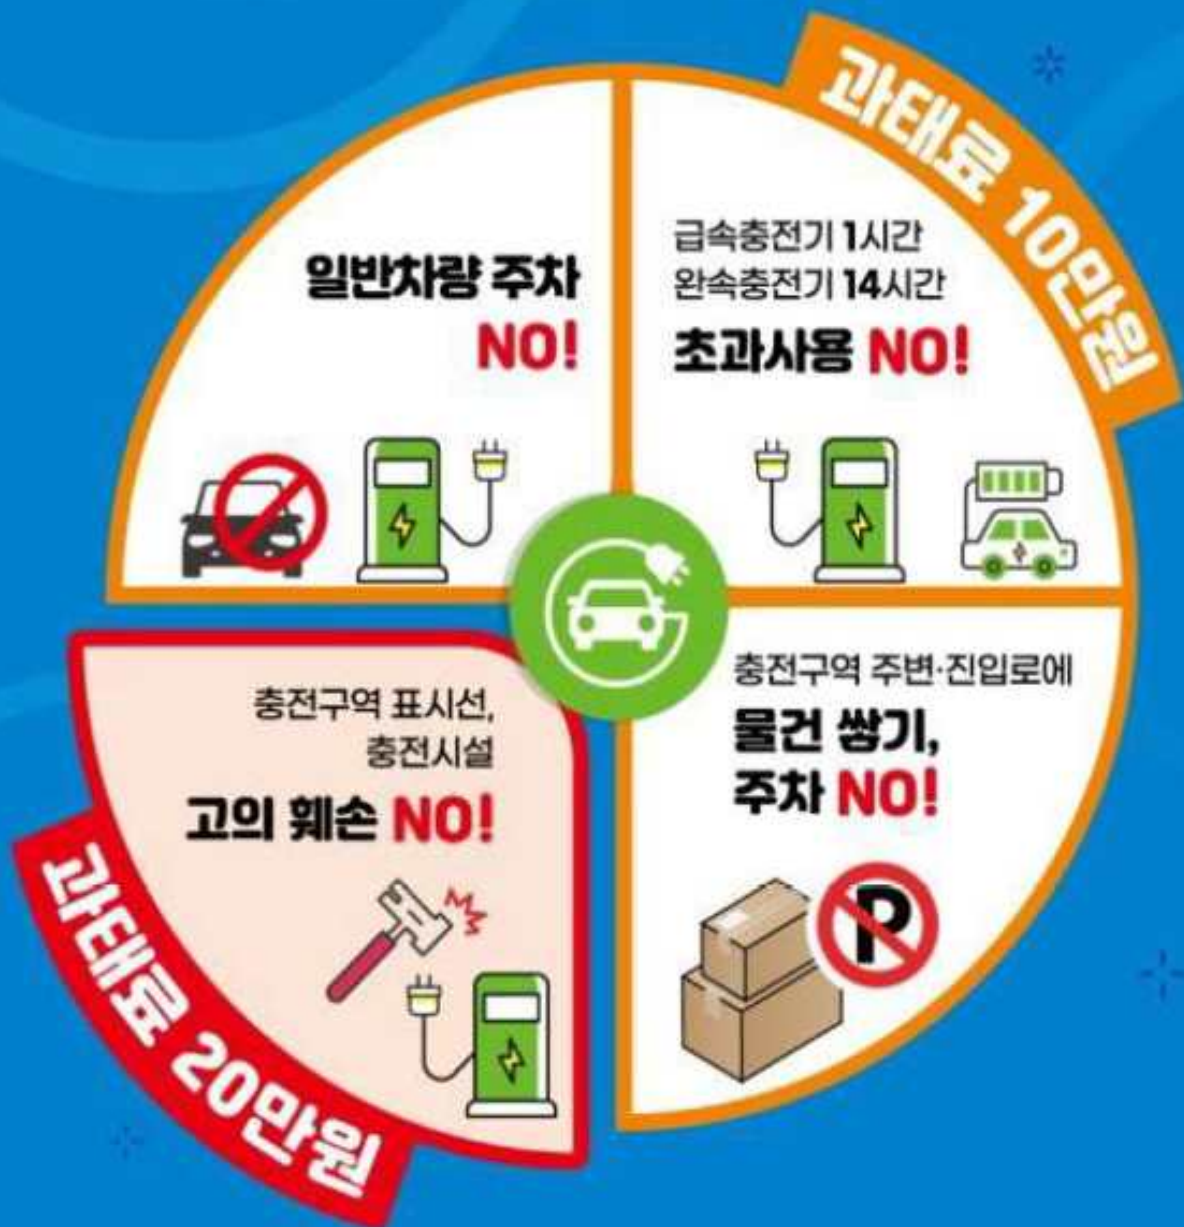 과태료 10만원
일반차량 주차
NO!
급속충전기 1시간
완속충전기 14시간
초과사용 NO!
충전구역 표시선,
충전시설
고의 훼손 NO!
충전구역 주변·진입로에
물건 쌓기,
주차 NO!
P
과태료 20만원